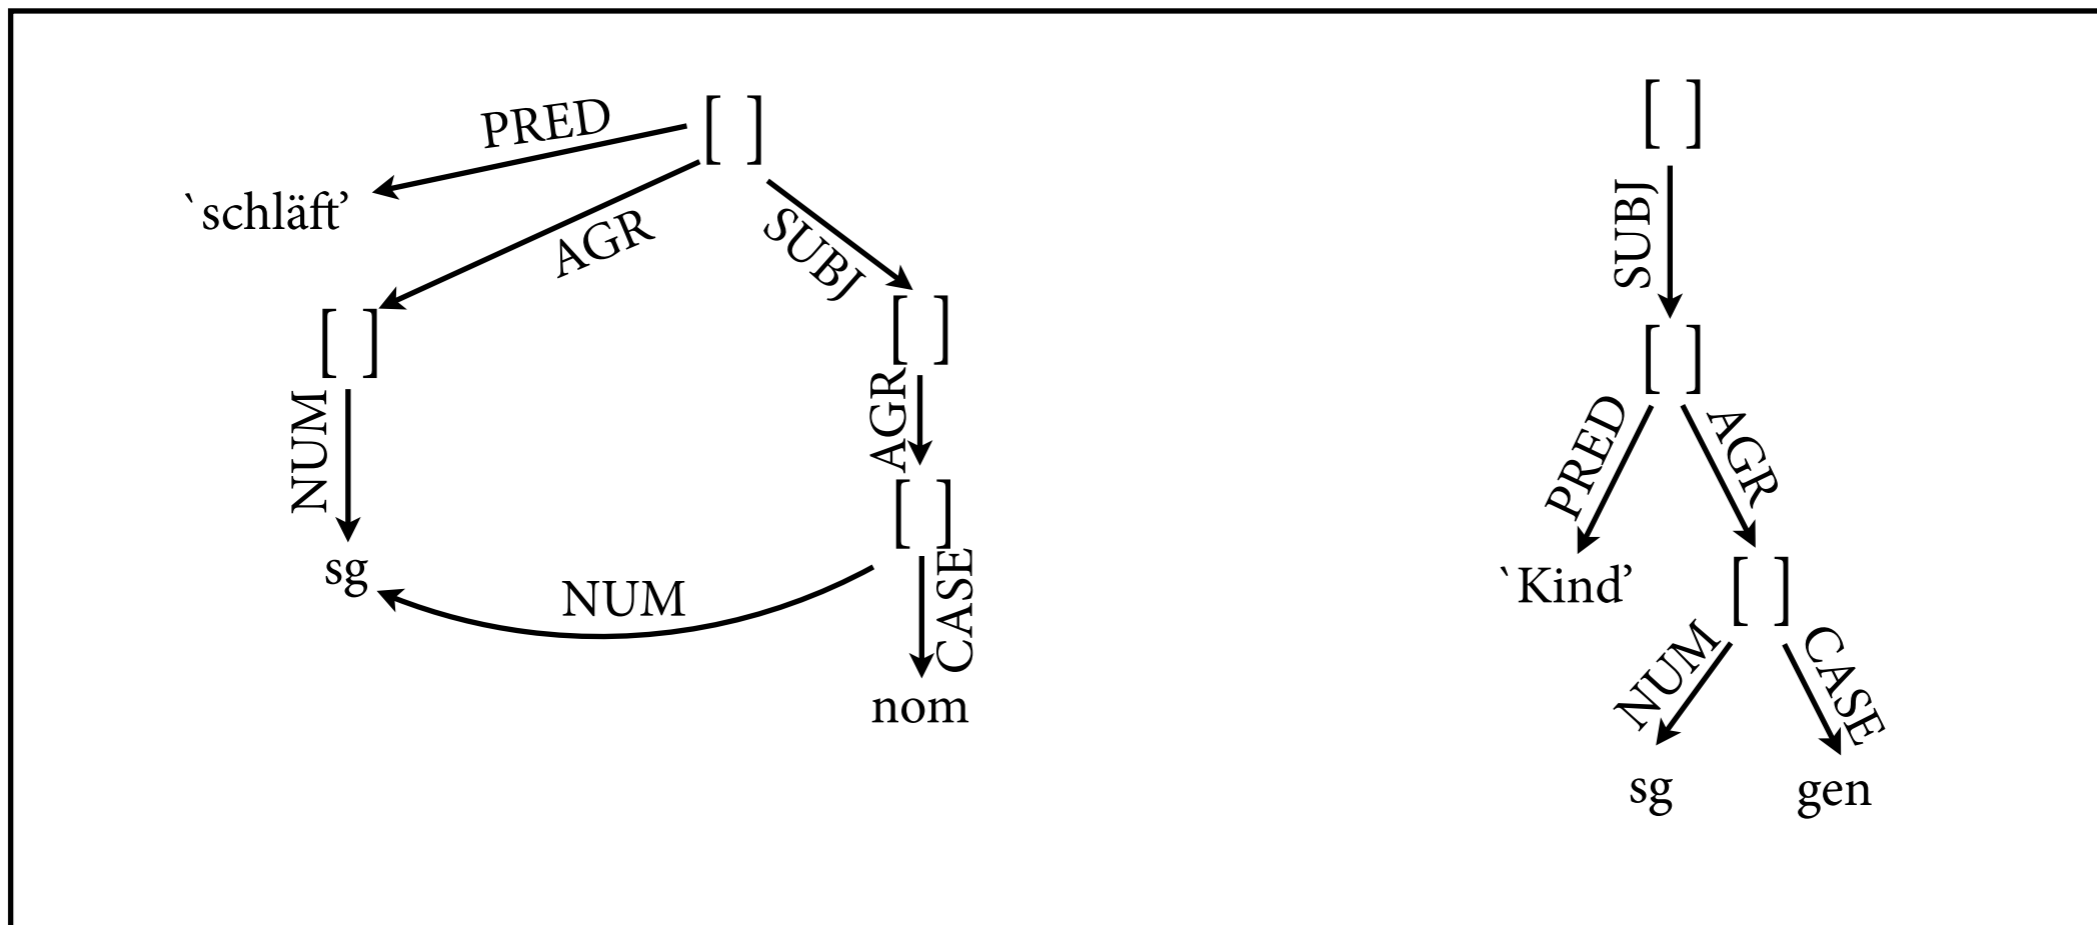 PRED
[ ]
`schläft’
AGR
SUBJ
[ ]
[ ]
NUM
AGR
[ ]
sg
NUM
CASE
nom
[ ]
SUBJ
[ ]
PRED
AGR
`Kind’
[ ]
NUM
CASE
sg
gen